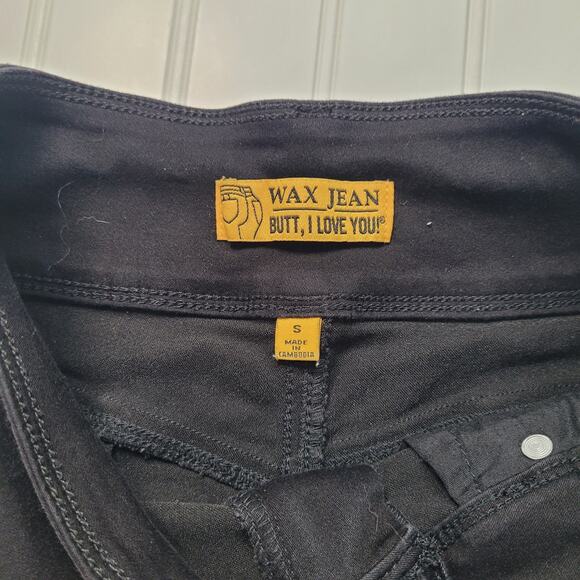 WAX JEAN
BUTT, I LOVE YOU!®
S
MADE
IN
CAMBODIA